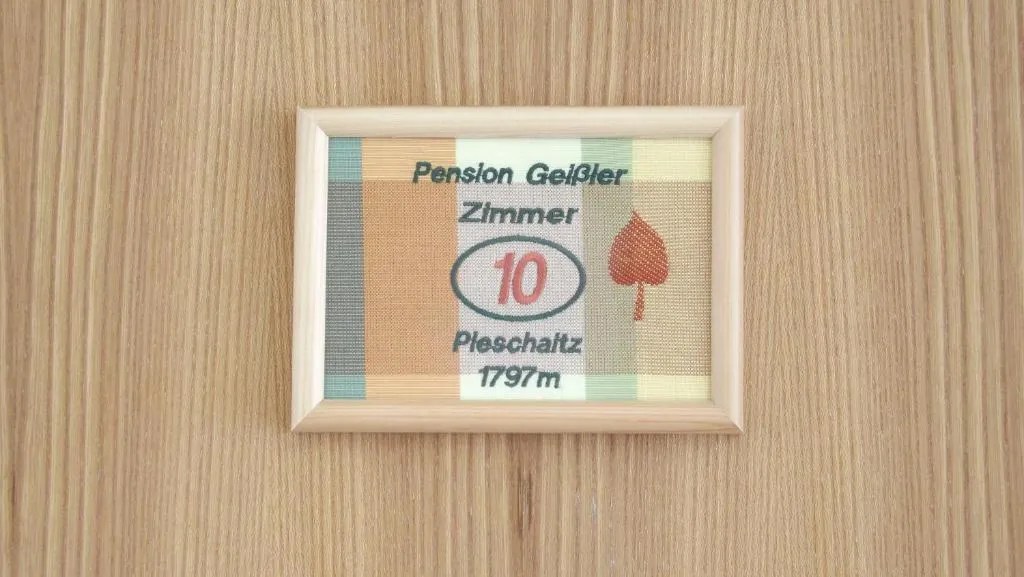 Pension Geißler
Zimmer
10
Pleschaitz
1797m